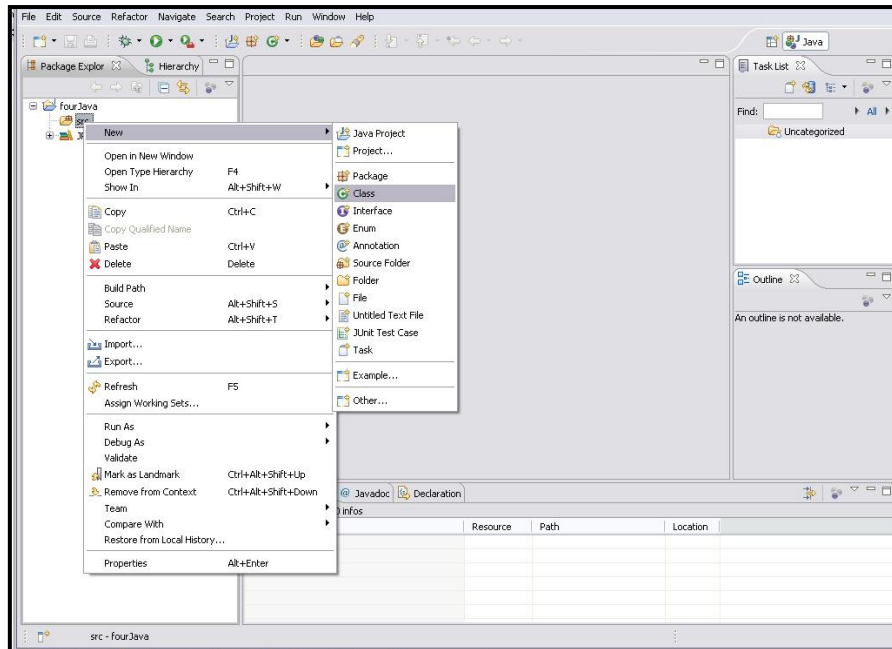 File Edit Source Refactor Navigate Search Project Run Window Help
Java
Package Explor Hierarchy
Task List
Find: All
Uncategorized
fourJava
src
New
Open in New Window
Open Type Hierarchy F4
Show In Alt+Shift+W
Copy Ctrl+C
Copy Qualified Name
Paste Ctrl+V
Delete Delete
Build Path
Source Alt+Shift+S
Refactor Alt+Shift+T
Import...
Export...
Refresh F5
Assign Working Sets...
Run As
Debug As
Validate
Mark as Landmark Ctrl+Alt+Shift+Up
Remove from Context Ctrl+Alt+Shift+Down
Team
Compare With
Restore from Local History...
Properties Alt+Enter
Java Project
Project...
Package
Class
Interface
Enum
Annotation
Source Folder
Folder
File
Untitled Text File
JUnit Test Case
Task
Example...
Other...
Outline
An outline is not available.
@ Javadoc Declaration
infos
Resource Path Location
src - fourJava